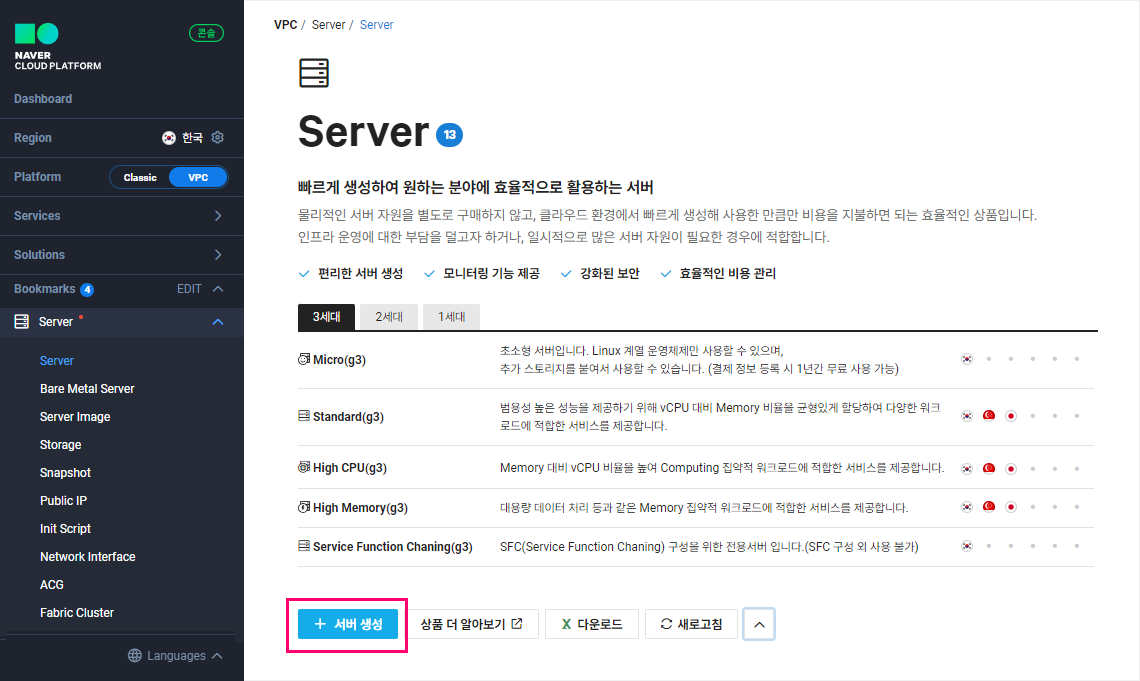 콘솔
NAVER
CLOUD PLATFORM
Dashboard
Region 한국
Platform Classic VPC
Services
Solutions
Bookmarks 4 EDIT
Server
Server
Bare Metal Server
Server Image
Storage
Snapshot
Public IP
Init Script
Network Interface
ACG
Fabric Cluster
Languages
VPC / Server / Server
Server 13
빠르게 생성하여 원하는 분야에 효율적으로 활용하는 서버
물리적인 서버 자원을 별도로 구매하지 않고, 클라우드 환경에서 빠르게 생성해 사용한 만큼만 비용을 지불하면 되는 효율적인 상품입니다.
인프라 운영에 대한 부담을 덜고자 하거나, 일시적으로 많은 서버 자원이 필요한 경우에 적합합니다.
편리한 서버 생성 모니터링 기능 제공 강화된 보안 효율적인 비용 관리
3세대 2세대 1세대
Micro(g3)
초소형 서버입니다. Linux 계열 운영체제만 사용할 수 있으며,
추가 스토리지를 붙여서 사용할 수 있습니다. (결제 정보 등록 시 1년간 무료 사용 가능)
Standard(g3)
범용성 높은 성능을 제공하기 위해 vCPU 대비 Memory 비율을 균형있게 할당하여 다양한 워크
로드에 적합한 서비스를 제공합니다.
High CPU(g3) Memory 대비 vCPU 비율을 높여 Computing 집약적 워크로드에 적합한 서비스를 제공합니다.
High Memory(g3) 대용량 데이터 처리 등과 같은 Memory 집약적 워크로드에 적합한 서비스를 제공합니다.
Service Function Chaning(g3) SFC(Service Function Chaning) 구성을 위한 전용서버 입니다.(SFC 구성 외 사용 불가)
+ 서버 생성 상품 더 알아보기 X 다운로드 새로고침